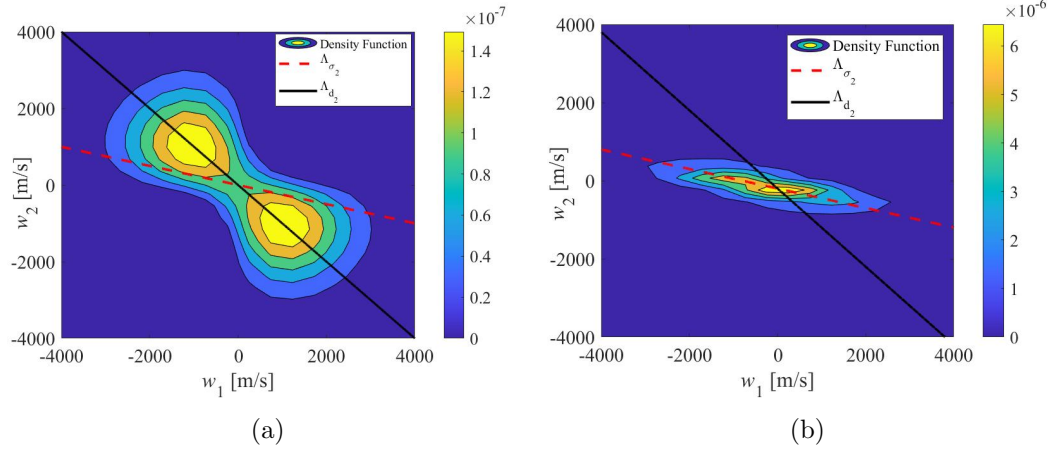 ×10⁻⁷
4000
2000
0
-2000
-4000
w₂ [m/s]
-4000 -2000 0 2000 4000
w₁ [m/s]
Density Function
Λσ₂
Λd₂
1.4
1.2
1
0.8
0.6
0.4
0.2
0
(a)
×10⁻⁶
4000
2000
0
-2000
-4000
w₂ [m/s]
-4000 -2000 0 2000 4000
w₁ [m/s]
Density Function
Λσ₂
Λd₂
6
5
4
3
2
1
0
(b)